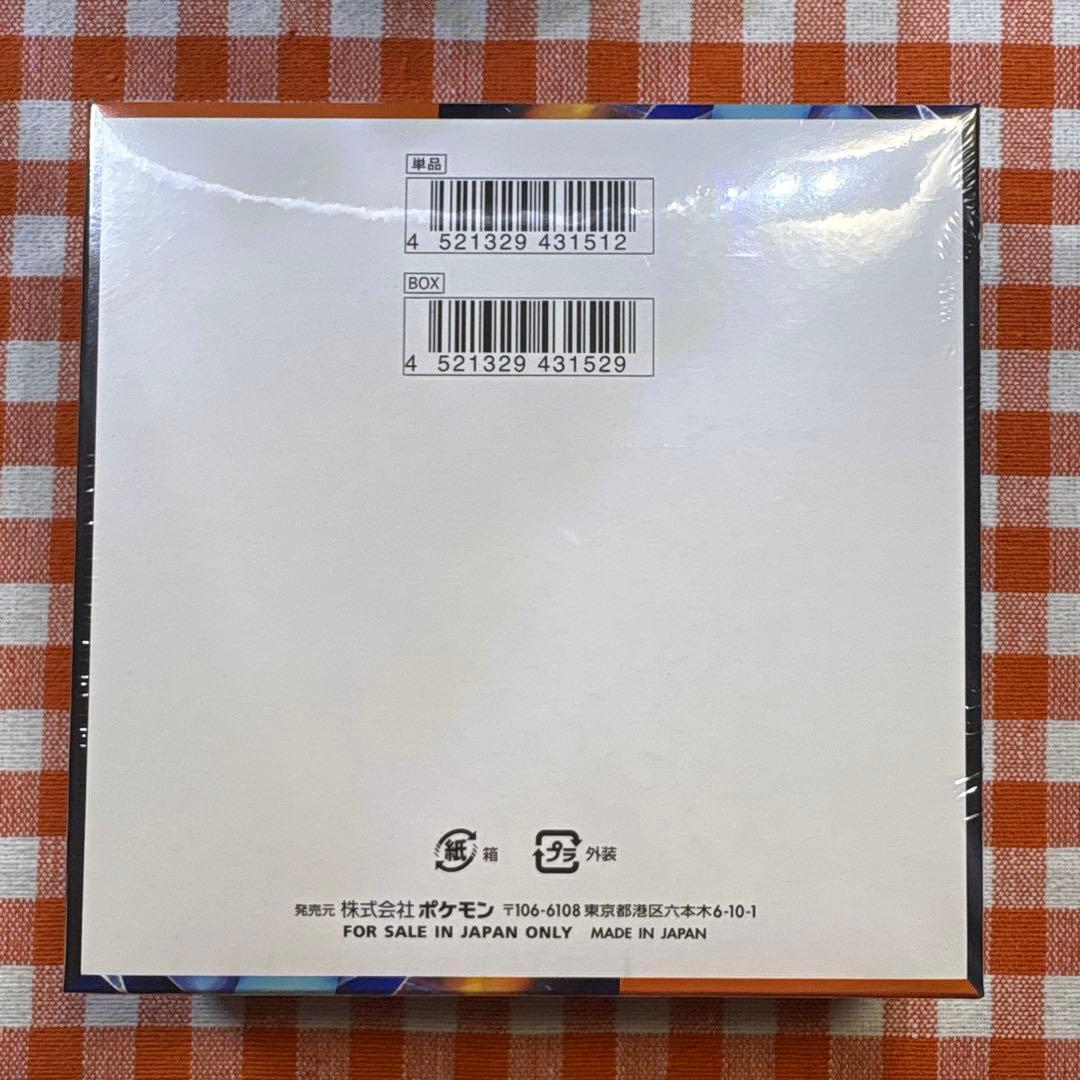 単品
4 521329 431512
BOX
4 521329 431529
紙 箱 プラ 外装
発売元 株式会社ポケモン 〒106-6108 東京都港区六本木6-10-1
FOR SALE IN JAPAN ONLY MADE IN JAPAN